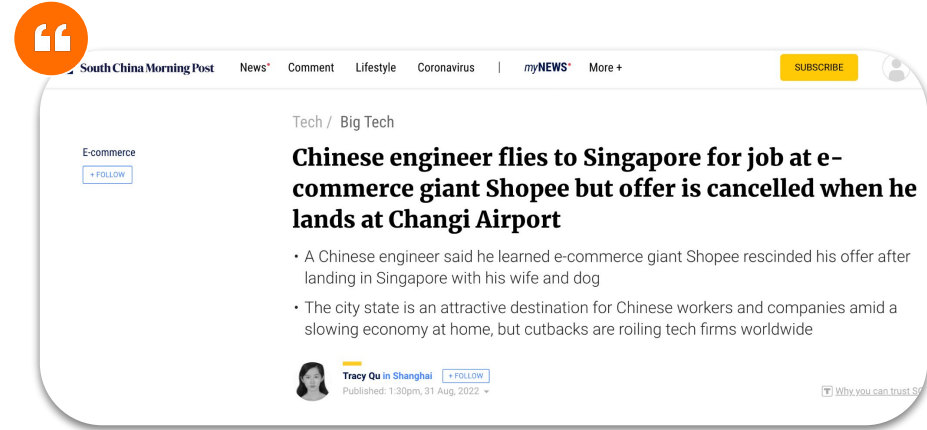 South China Morning Post News* Comment Lifestyle Coronavirus | myNEWS* More + SUBSCRIBE
Tech / Big Tech
E-commerce
+ FOLLOW
Chinese engineer flies to Singapore for job at e-
commerce giant Shopee but offer is cancelled when he
lands at Changi Airport
• A Chinese engineer said he learned e-commerce giant Shopee rescinded his offer after
landing in Singapore with his wife and dog
• The city state is an attractive destination for Chinese workers and companies amid a
slowing economy at home, but cutbacks are roiling tech firms worldwide
Tracy Qu in Shanghai + FOLLOW
Published: 1:30pm, 31 Aug, 2022
Why you can trust